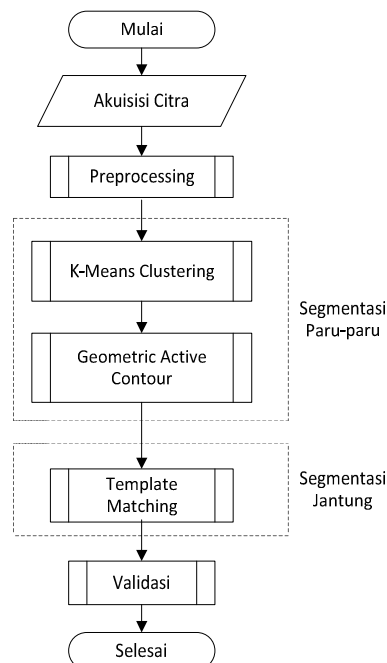 Mulai
Akuisisi Citra
Preprocessing
K-Means Clustering
Segmentasi
Paru-paru
Geometric Active
Contour
Template
Matching
Segmentasi
Jantung
Validasi
Selesai